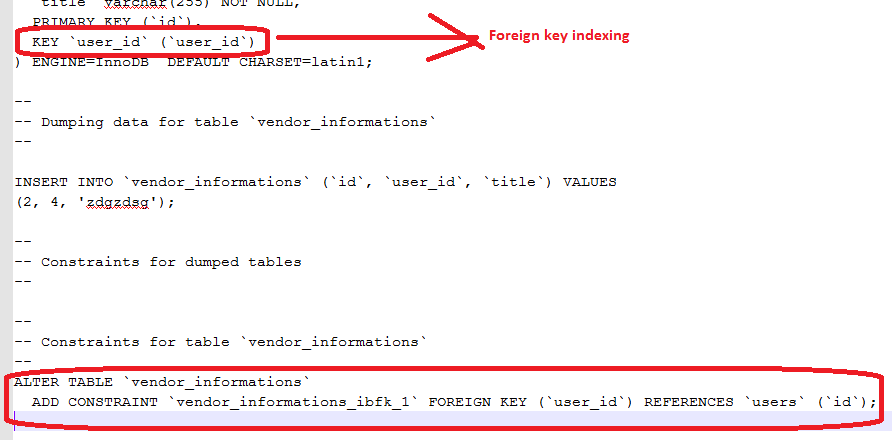 `title` varchar(255) NOT NULL,
PRIMARY KEY (`id`),
KEY `user_id` (`user_id`)
Foreign key indexing
) ENGINE=InnoDB DEFAULT CHARSET=latin1;
--
-- Dumping data for table `vendor_informations`
--
INSERT INTO `vendor_informations` (`id`, `user_id`, `title`) VALUES
(2, 4, 'zdgzdsg');
--
-- Constraints for dumped tables
--
--
-- Constraints for table `vendor_informations`
--
ALTER TABLE `vendor_informations`
ADD CONSTRAINT `vendor_informations_ibfk_1` FOREIGN KEY (`user_id`) REFERENCES `users` (`id`);